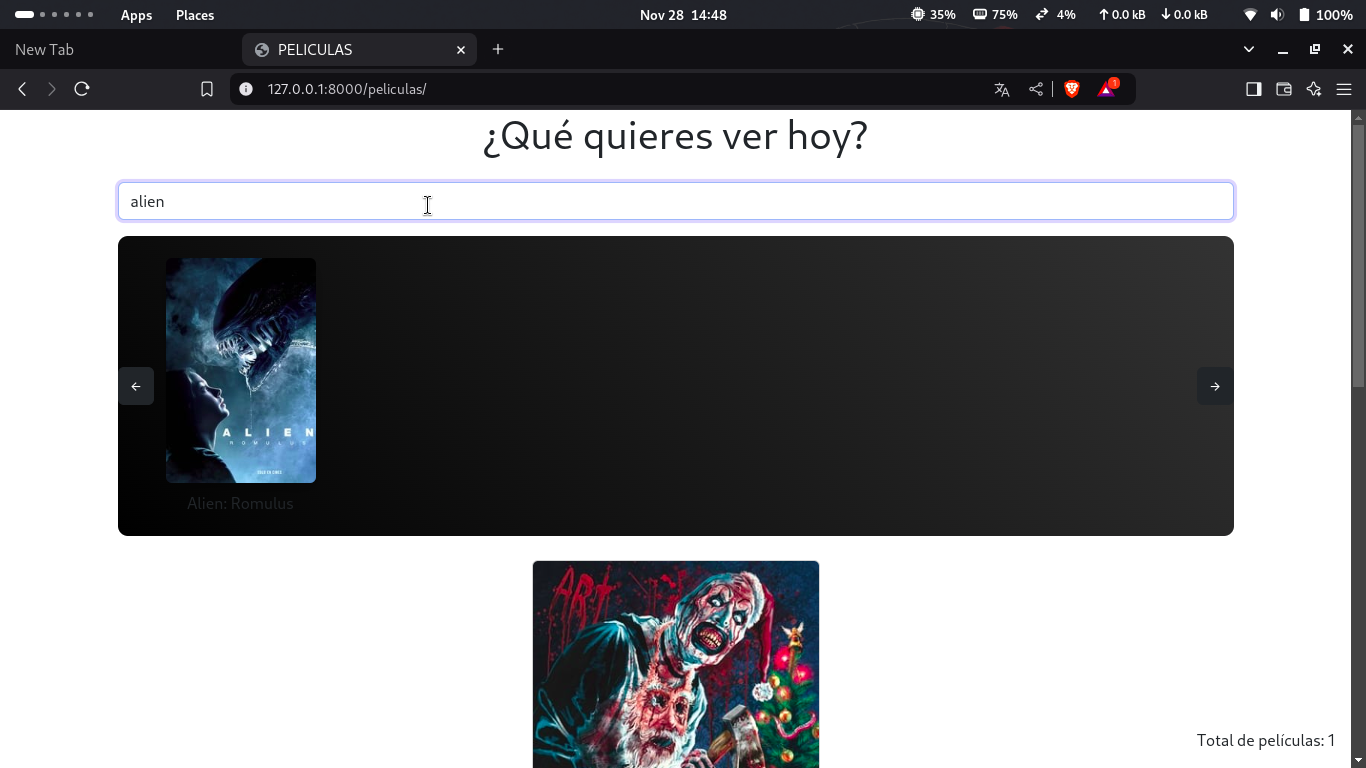 Apps Places Nov 28 14:48 35% 75% 4% 0.0 kB 0.0 kB 100%
New Tab PELICULAS
127.0.0.1:8000/peliculas/ 1
¿Qué quieres ver hoy?
alien
ALIEN
ROMULUS
Alien: Romulus
ART
Total de películas: 1